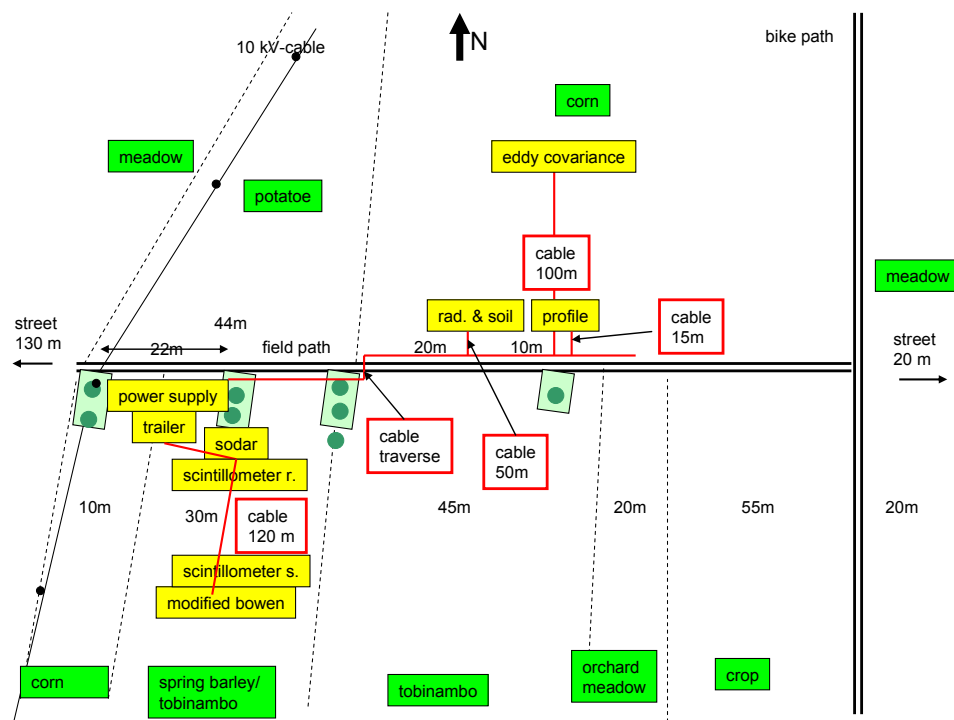 10 kV-cable
N
bike path
corn
meadow
eddy covariance
potatoe
cable
100m
meadow
rad. & soil
profile
cable
15m
street
130 m
44m
22m
field path
20m
10m
street
20 m
power supply
trailer
sodar
scintillometer r.
cable
traverse
cable
50m
10m
30m
cable
120 m
45m
20m
55m
20m
scintillometer s.
modified bowen
corn
spring barley/
tobinambo
tobinambo
orchard
meadow
crop